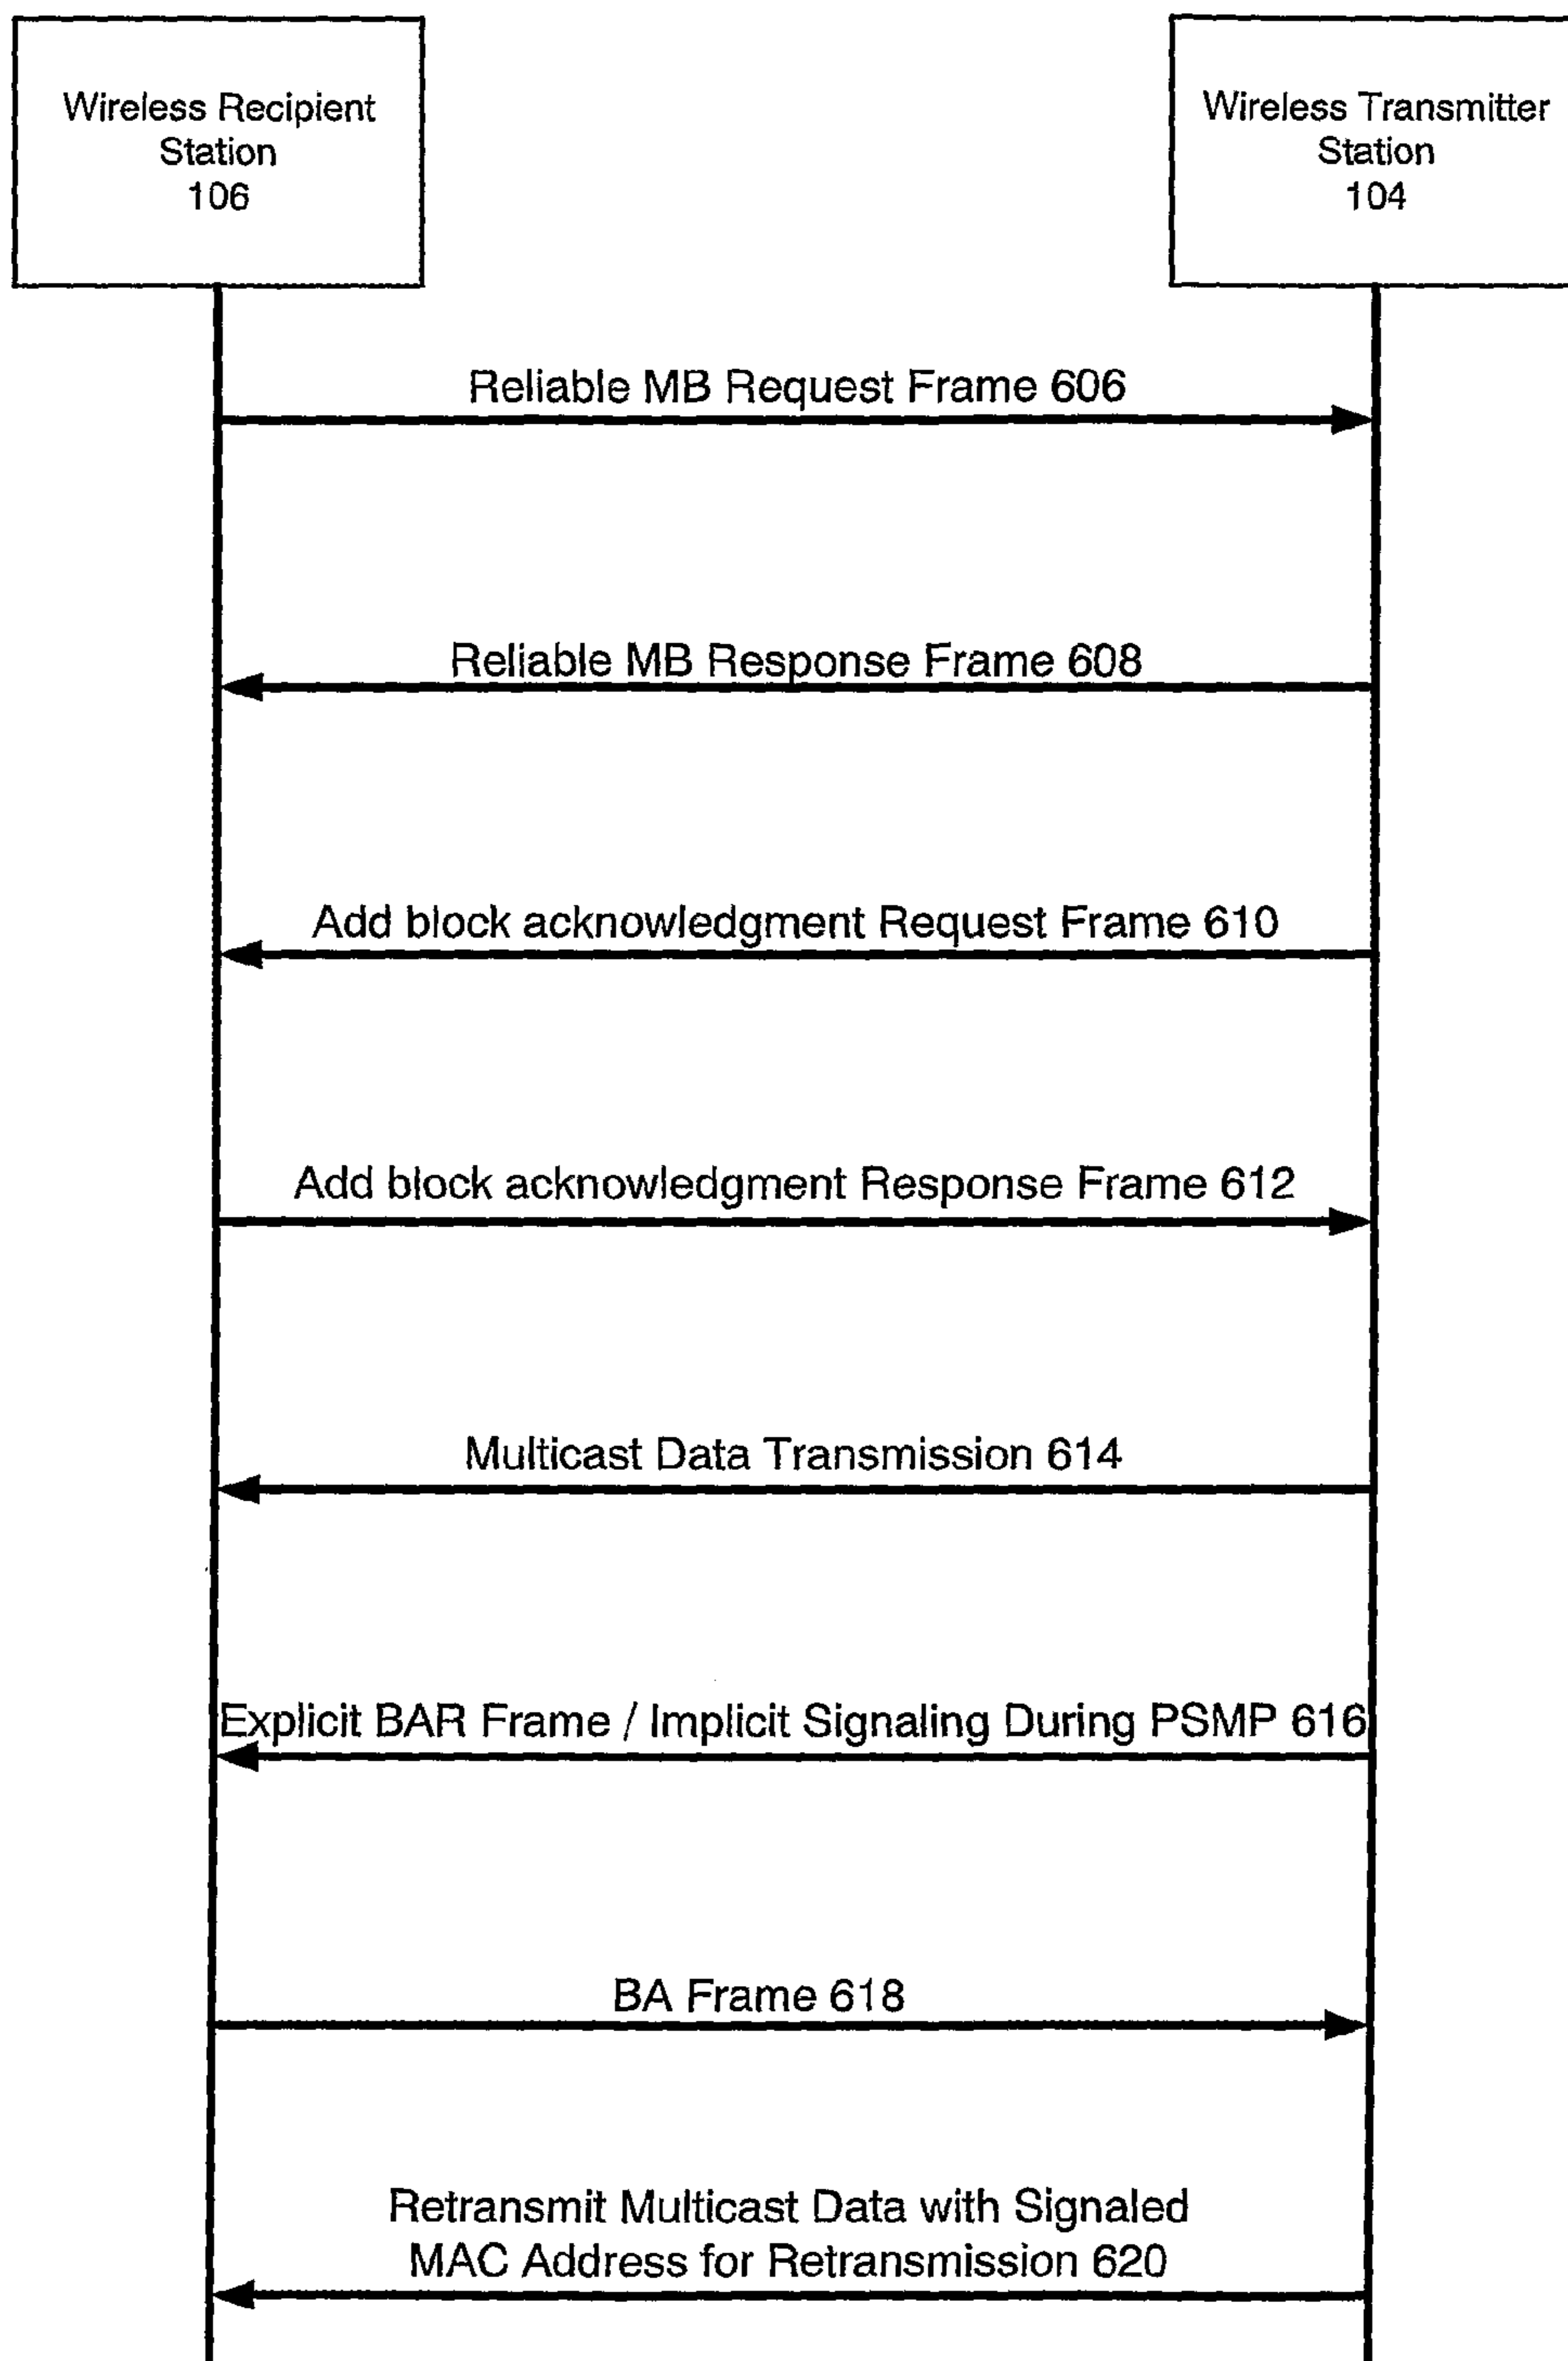 Wireless Recipient
Station
106
Wireless Transmitter
Station
104
Reliable MB Request Frame 606
Reliable MB Response Frame 608
Add block acknowledgment Request Frame 610
Add block acknowledgment Response Frame 612
Multicast Data Transmission 614
Explicit BAR Frame / Implicit Signaling During PSMP 616
BA Frame 618
Retransmit Multicast Data with Signaled
MAC Address for Retransmission 620